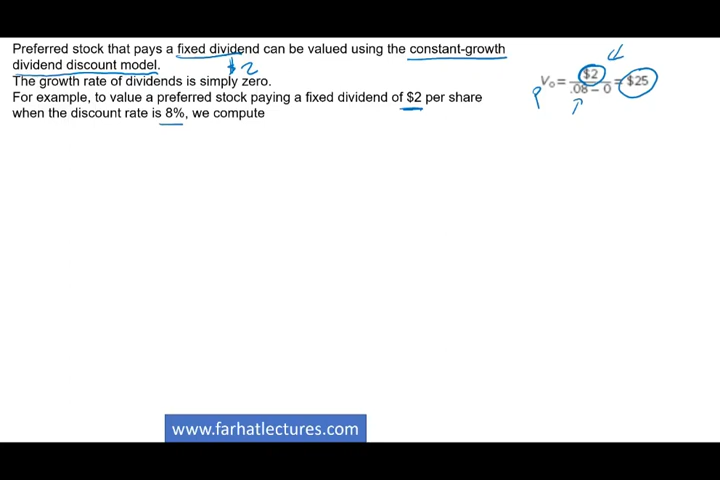 Preferred stock that pays a fixed dividend can be valued using the constant-growth
dividend discount model.
$2
The growth rate of dividends is simply zero.
For example, to value a preferred stock paying a fixed dividend of $2 per share
when the discount rate is 8%, we compute
V₀ = $2 / .08 – 0 = $25
P
www.farhatlectures.com